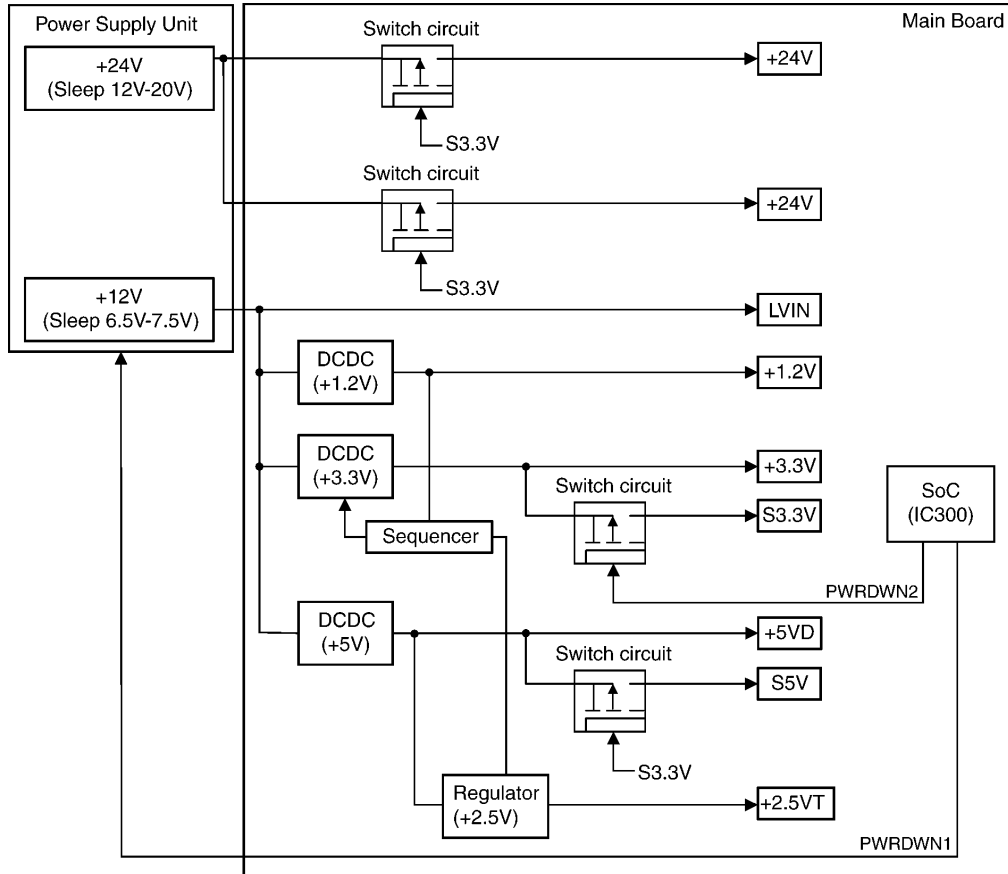 Power Supply Unit
Main Board
+24V
(Sleep 12V-20V)
Switch circuit
+24V
S3.3V
Switch circuit
+24V
S3.3V
+12V
(Sleep 6.5V-7.5V)
LVIN
DCDC
(+1.2V)
+1.2V
DCDC
(+3.3V)
+3.3V
Switch circuit
S3.3V
SoC
(IC300)
Sequencer
PWRDWN2
DCDC
(+5V)
+5VD
Switch circuit
S5V
S3.3V
Regulator
(+2.5V)
+2.5VT
PWRDWN1